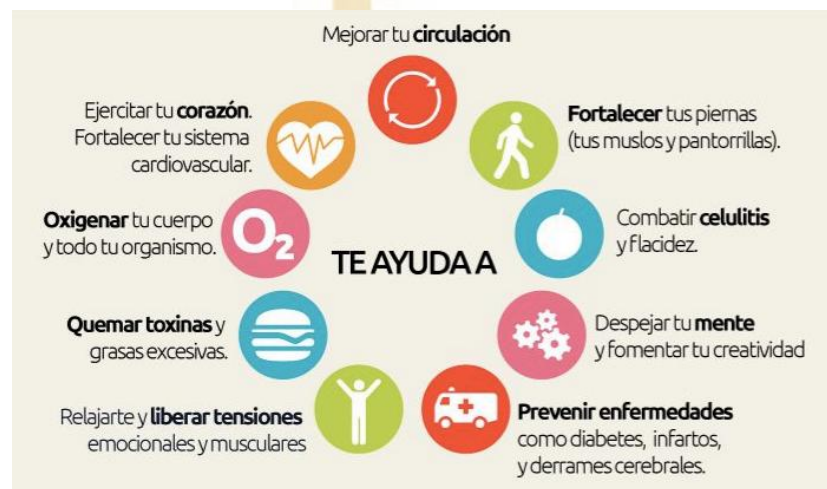 Mejorar tu circulación
Fortalecer tus piernas
(tus muslos y pantorrillas).
Combatir celulitis
y flacidez.
Despejar tu mente
y fomentar tu creatividad
Prevenir enfermedades
como diabetes, infartos,
y derrames cerebrales.
Relajarte y liberar tensiones
emocionales y musculares
Quemar toxinas y
grasas excesivas.
Oxigenar tu cuerpo
y todo tu organismo.
O₂
Ejercitar tu corazón.
Fortalecer tu sistema
cardiovascular.
TE AYUDA A